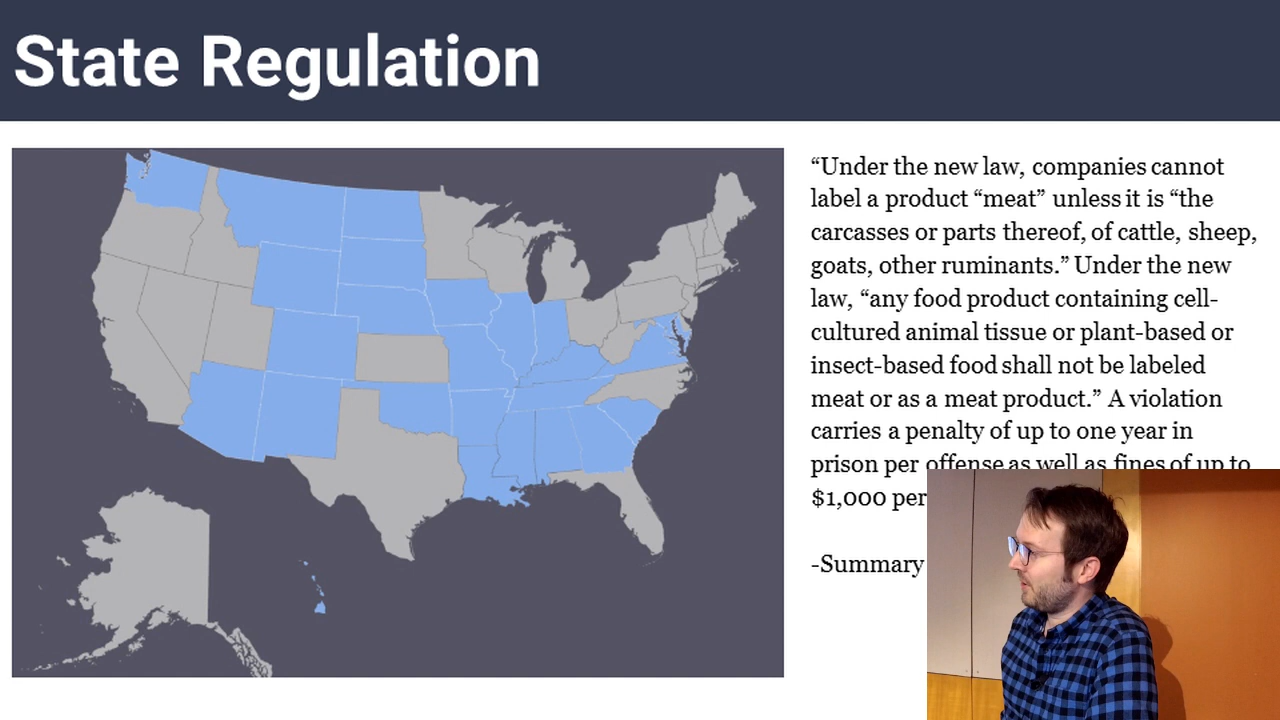 State Regulation
“Under the new law, companies cannot
label a product “meat” unless it is “the
carcasses or parts thereof, of cattle, sheep,
goats, other ruminants.” Under the new
law, “any food product containing cell-
cultured animal tissue or plant-based or
insect-based food shall not be labeled
meat or as a meat product.” A violation
carries a penalty of up to one year in
prison per offense as well as fines of up to
$1,000 per
-Summary